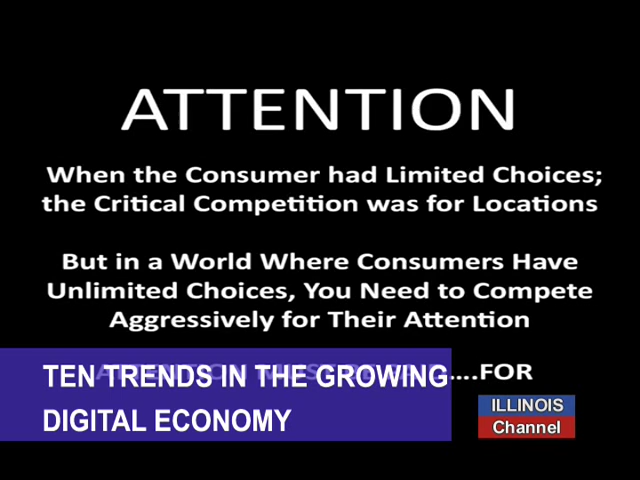 ATTENTION
When the Consumer had Limited Choices;
the Critical Competition was for Locations
But in a World Where Consumers Have
Unlimited Choices, You Need to Compete
Aggressively for Their Attention
….FOR
TEN TRENDS IN THE GROWING
DIGITAL ECONOMY
ILLINOIS
Channel